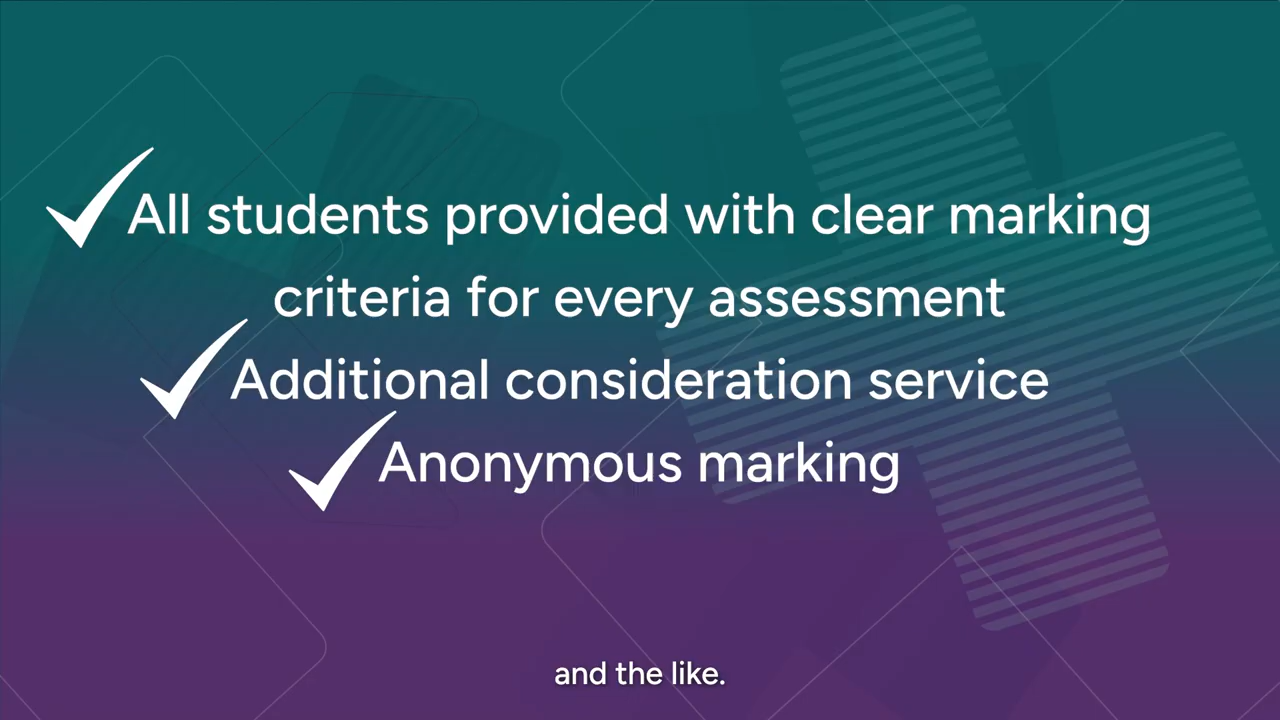 All students provided with clear marking
criteria for every assessment
Additional consideration service
Anonymous marking
and the like.